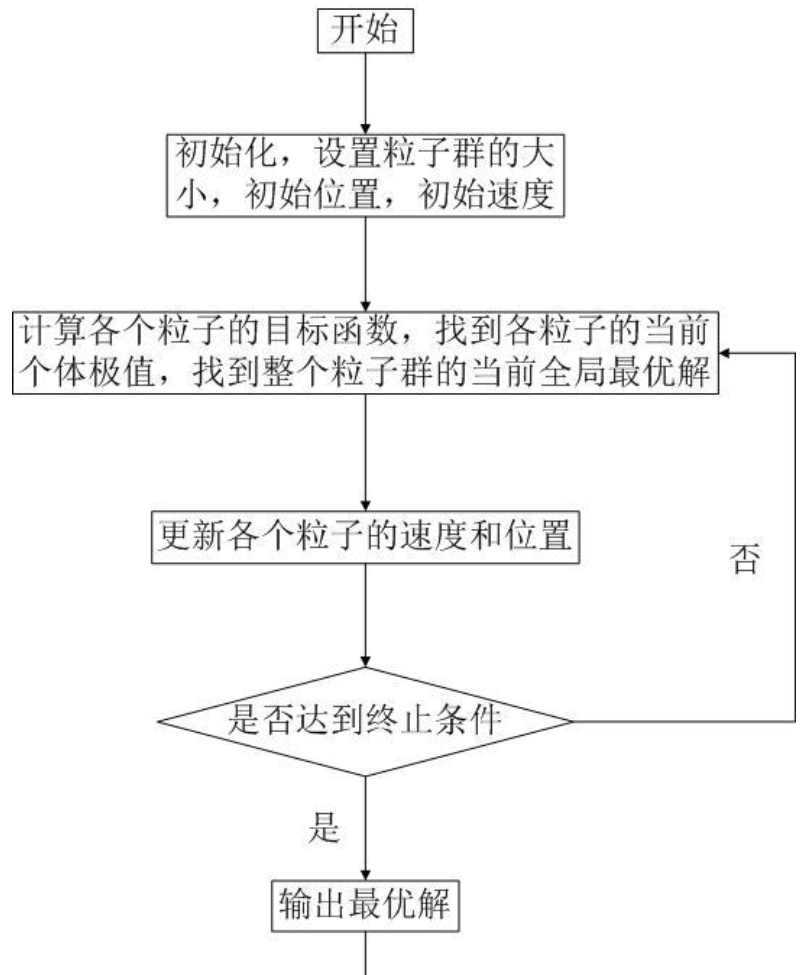 开始
初始化，设置粒子群的大
小，初始位置，初始速度
计算各个粒子的目标函数，找到各粒子的当前
个体极值，找到整个粒子群的当前全局最优解
更新各个粒子的速度和位置
否
是否达到终止条件
是
输出最优解